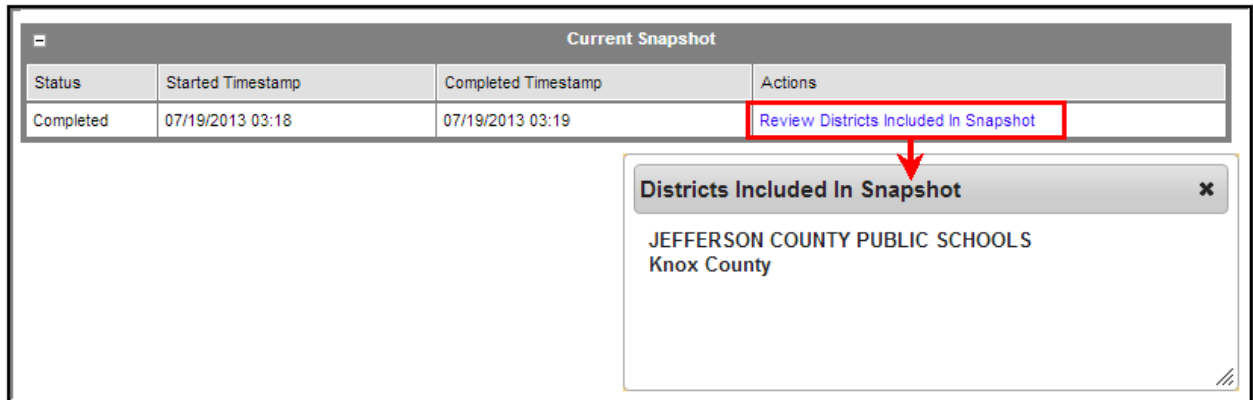 Current Snapshot
Status Started Timestamp Completed Timestamp Actions
Completed 07/19/2013 03:18 07/19/2013 03:19 Review Districts Included In Snapshot
Districts Included In Snapshot
JEFFERSON COUNTY PUBLIC SCHOOLS
Knox County